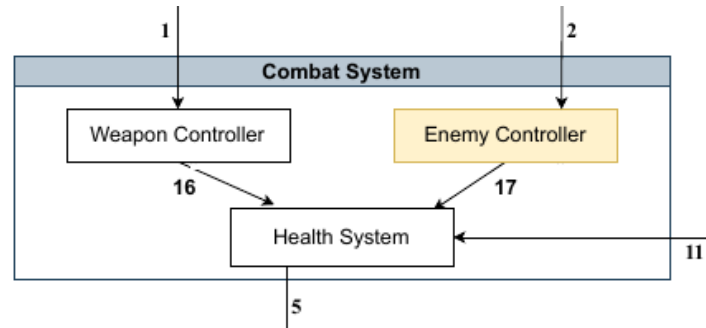 1
2
Combat System
Weapon Controller
Enemy Controller
16
17
Health System
11
5